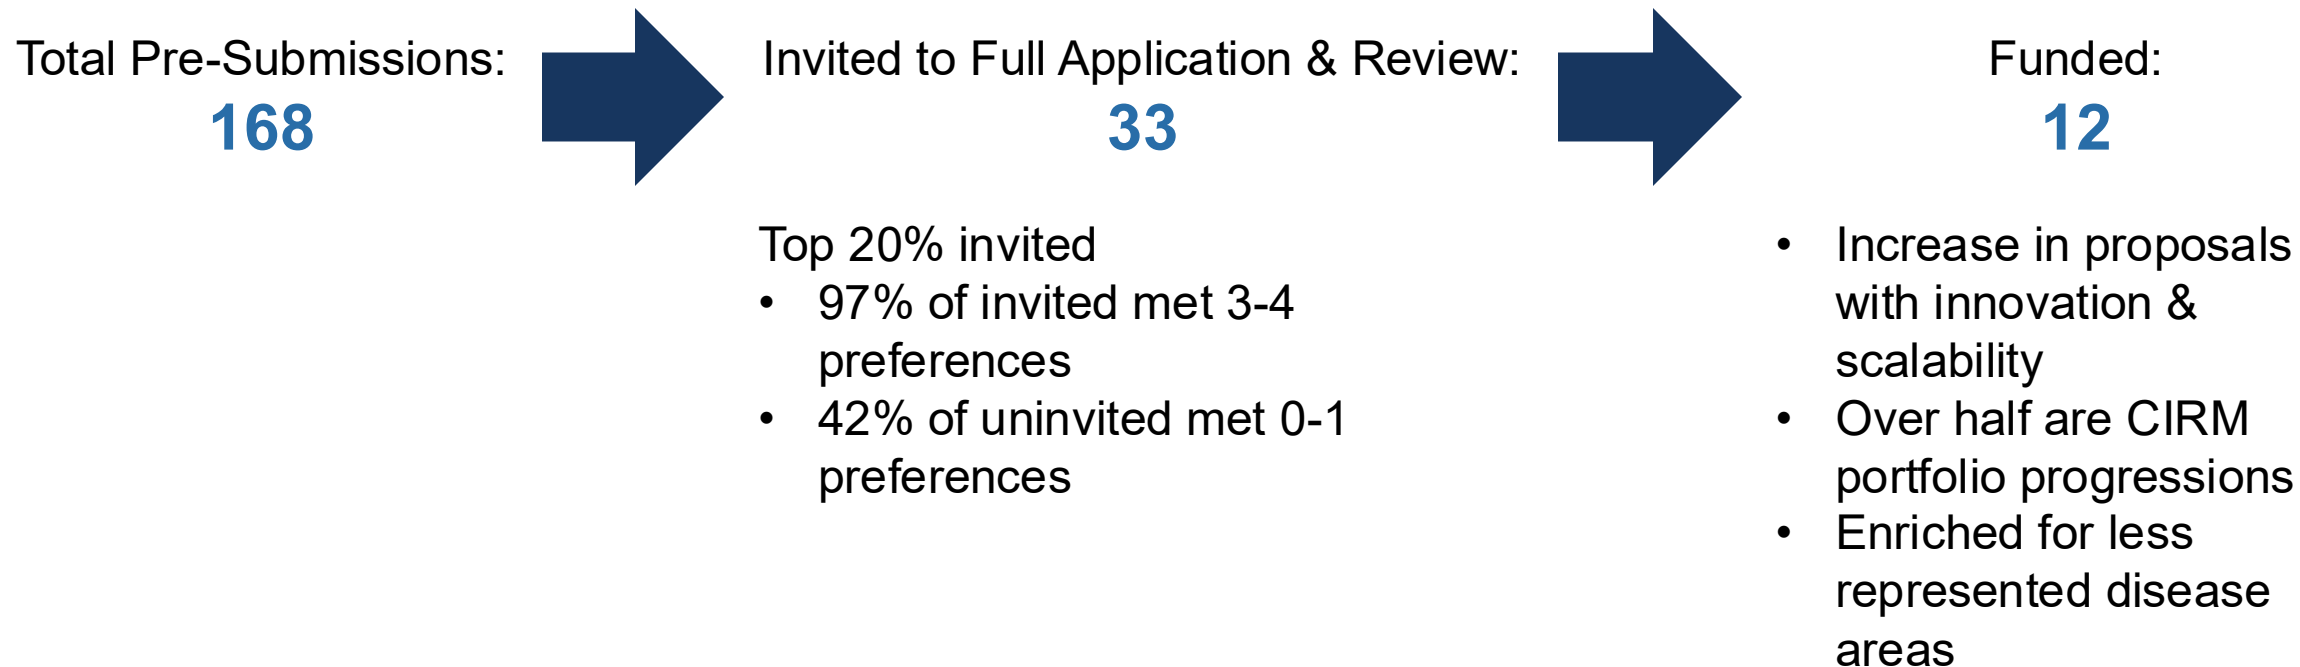 Total Pre-Submissions:
168
Invited to Full Application & Review:
33
Top 20% invited
• 97% of invited met 3-4
preferences
• 42% of uninvited met 0-1
preferences
Funded:
12
• Increase in proposals
with innovation &
scalability
• Over half are CIRM
portfolio progressions
• Enriched for less
represented disease
areas